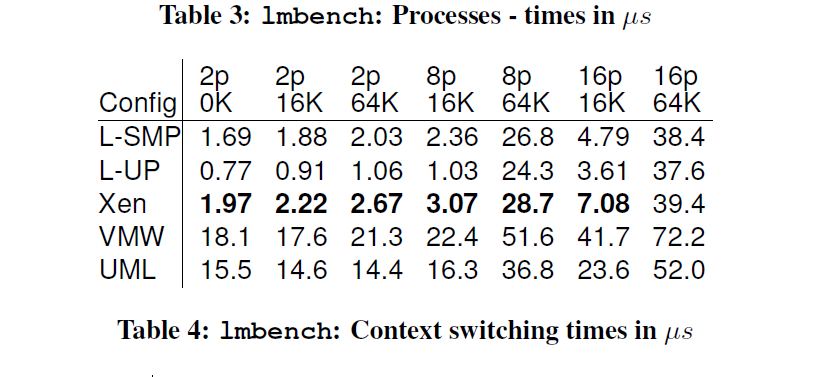 Table 3: lmbench: Processes - times in μs
2p 2p 2p 8p 8p 16p 16p
Config 0K 16K 64K 16K 64K 16K 64K
L-SMP 1.69 1.88 2.03 2.36 26.8 4.79 38.4
L-UP 0.77 0.91 1.06 1.03 24.3 3.61 37.6
Xen 1.97 2.22 2.67 3.07 28.7 7.08 39.4
VMW 18.1 17.6 21.3 22.4 51.6 41.7 72.2
UML 15.5 14.6 14.4 16.3 36.8 23.6 52.0
Table 4: lmbench: Context switching times in μs